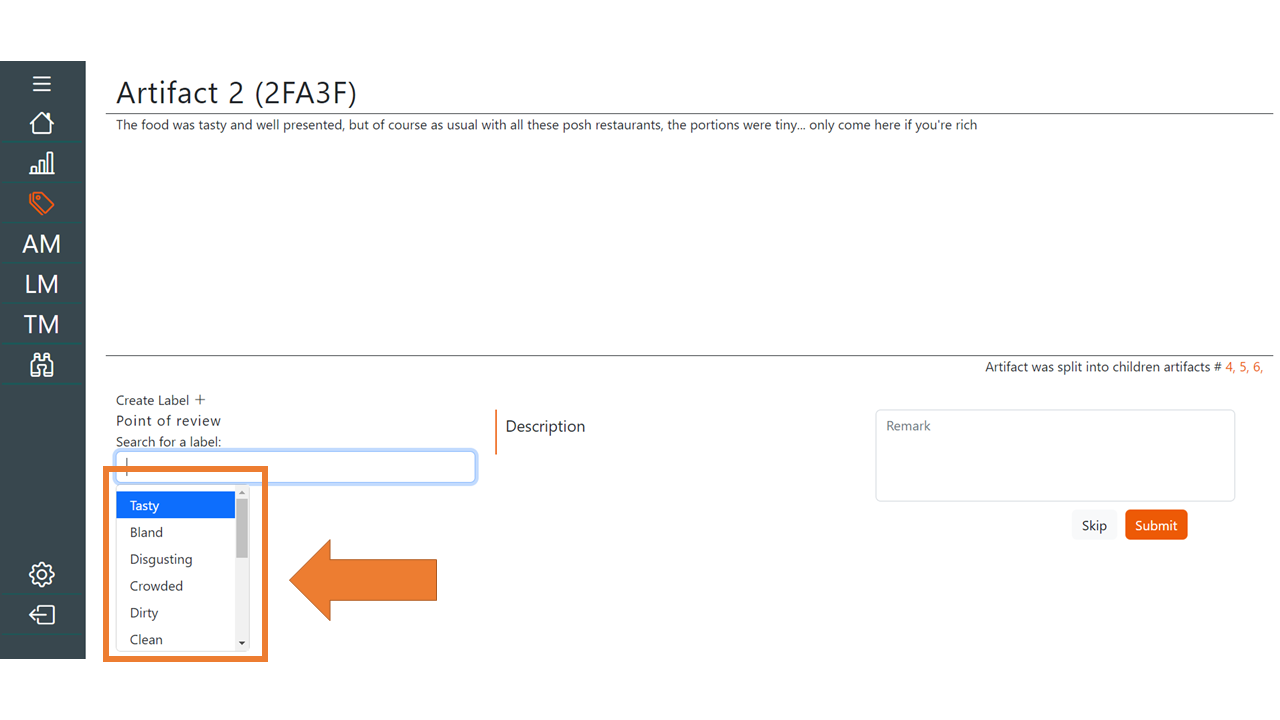 Artifact 2 (2FA3F)
The food was tasty and well presented, but of course as usual with all these posh restaurants, the portions were tiny... only come here if you're rich
AM
LM
TM
Artifact was split into children artifacts # 4, 5, 6,
Create Label +
Point of review
Search for a label:
Description
Remark
Tasty
Bland
Disgusting
Crowded
Dirty
Clean
Skip
Submit